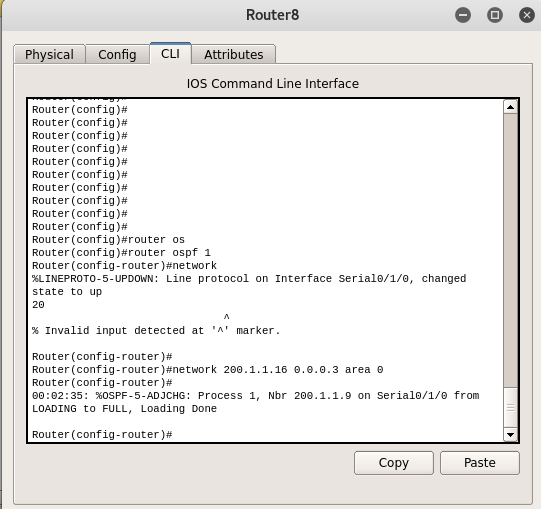 Router8
Physical Config CLI Attributes
IOS Command Line Interface
Router(config)#
Router(config)#
Router(config)#
Router(config)#
Router(config)#
Router(config)#
Router(config)#
Router(config)#
Router(config)#
Router(config)#
Router(config)#
Router(config)#router os
Router(config)#router ospf 1
Router(config-router)#network
%LINEPROTO-5-UPDOWN: Line protocol on Interface Serial0/1/0, changed
state to up
20
^
% Invalid input detected at '^' marker.
Router(config-router)#
Router(config-router)#network 200.1.1.16 0.0.0.3 area 0
Router(config-router)#
00:02:35: %OSPF-5-ADJCHG: Process 1, Nbr 200.1.1.9 on Serial0/1/0 from
LOADING to FULL, Loading Done
Router(config-router)#
Copy Paste